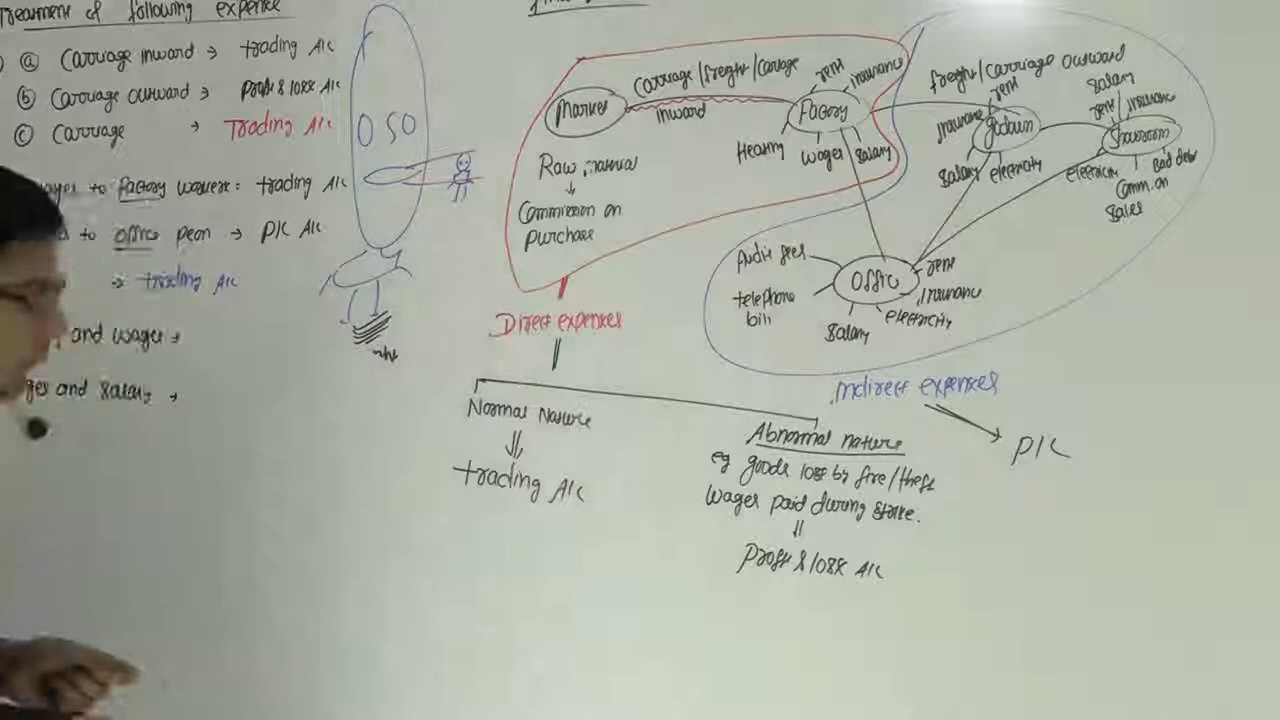 Treatment of following expense
ⓐ Carriage inward → trading A/c
ⓑ Carriage outward → profit & loss A/c
ⓒ Carriage → Trading A/c
to factory workers = trading A/c
to office peon → P/L A/c
→ trading A/c
and wages →
and salary →
O SO
Market
Carriage/freight/cartage
inward
Factory
rent
insurance
Heating
wages
salary
Raw material
↓
Commission on
purchase
freight/carriage outward
godown
rent
insurance
salary
electricity
Showroom
salary
rent/insurance
electricity
Bad debt
Comm. on
sales
Office
Audit fees
telephone
bill
salary
electricity
insurance
rent
Direct expenses
Indirect expenses
P/L
Normal Nature
⇓
trading A/c
Abnormal nature
eg goods loss by fire/theft
wages paid during strike.
⇓
Profit & loss A/c